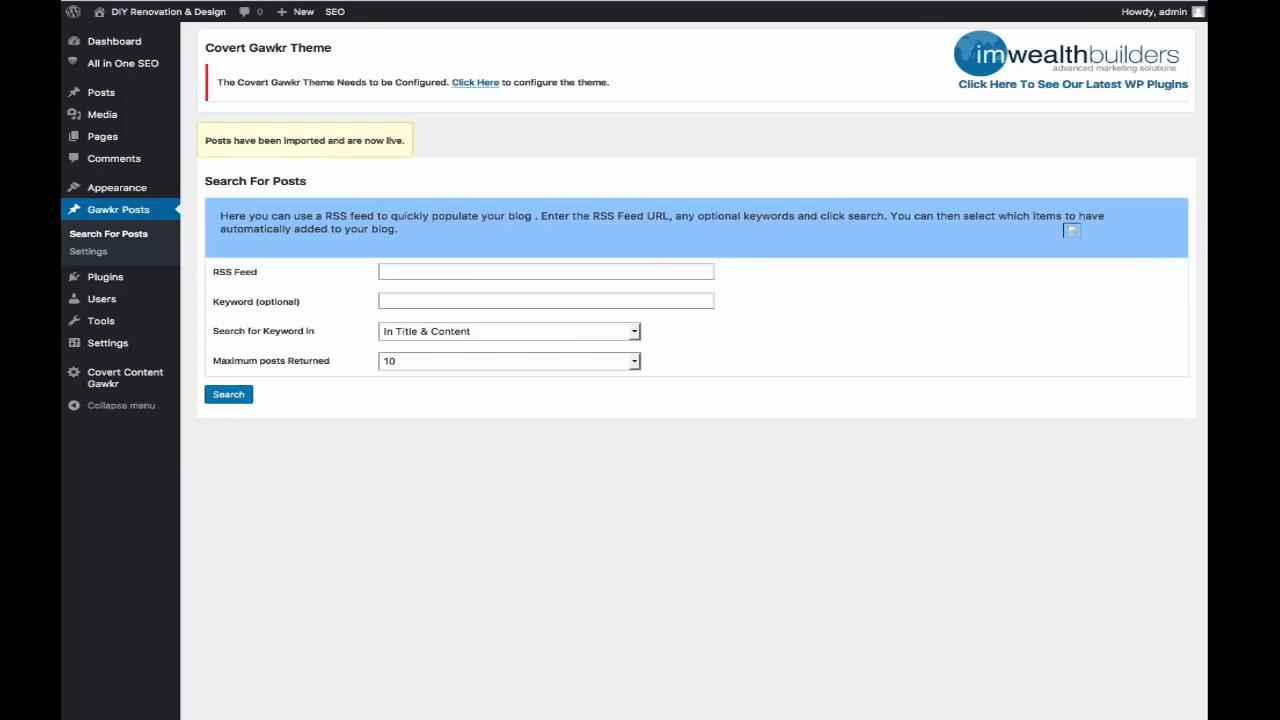 DIY Renovation & Design 0 New SEO Howdy, admin
Dashboard
All in One SEO
Posts
Media
Pages
Comments
Appearance
Gawkr Posts
Search For Posts
Settings
Plugins
Users
Tools
Settings
Covert Content
Gawkr
Collapse menu
Covert Gawkr Theme
The Covert Gawkr Theme Needs to be Configured. Click Here to configure the theme.
imwealthbuilders
advanced marketing solutions
Click Here To See Our Latest WP Plugins
Posts have been imported and are now live.
Search For Posts
Here you can use a RSS feed to quickly populate your blog . Enter the RSS Feed URL, any optional keywords and click search. You can then select which items to have
automatically added to your blog.
RSS Feed
Keyword (optional)
Search for Keyword in In Title & Content
Maximum posts Returned 10
Search